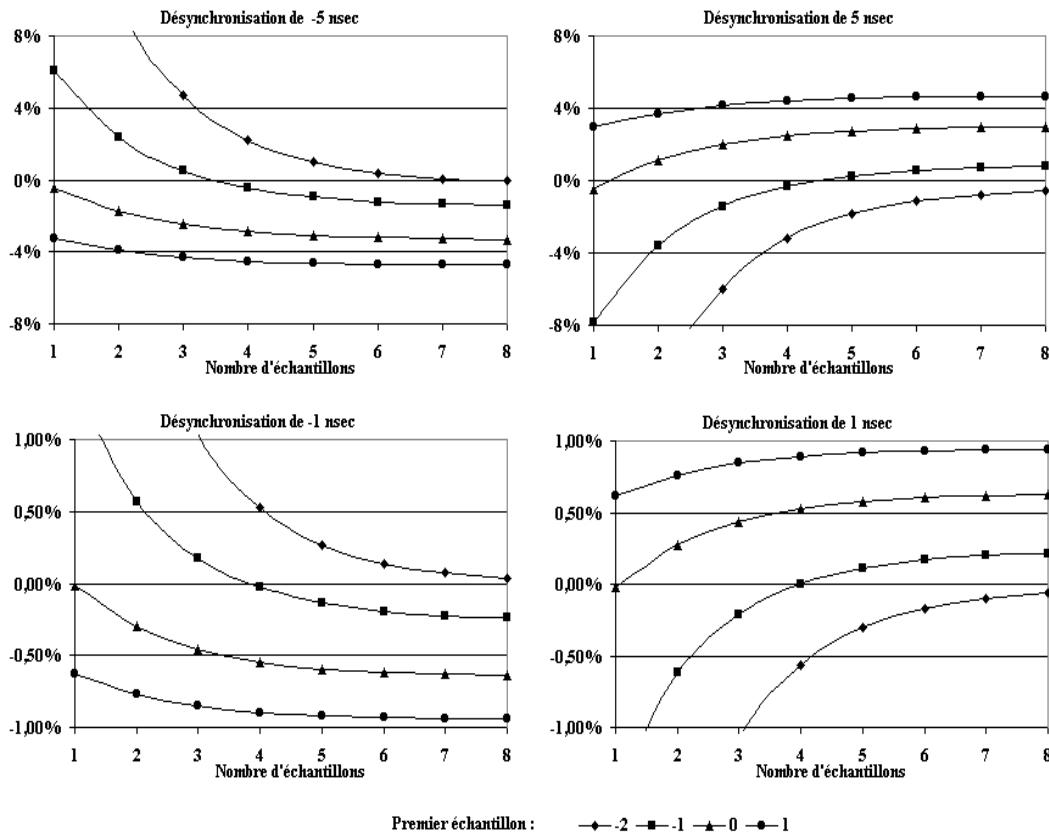 Désynchronisation de -5 nsec
8%
4%
0%
-4%
-8%
1 2 3 4 5 6 7 8
Nombre d'échantillons
Désynchronisation de 5 nsec
8%
4%
0%
-4%
-8%
1 2 3 4 5 6 7 8
Nombre d'échantillons
Désynchronisation de -1 nsec
1,00%
0,50%
0,00%
-0,50%
-1,00%
1 2 3 4 5 6 7 8
Nombre d'échantillons
Désynchronisation de 1 nsec
1,00%
0,50%
0,00%
-0,50%
-1,00%
1 2 3 4 5 6 7 8
Nombre d'échantillons
Premier échantillon : -2 -1 0 1